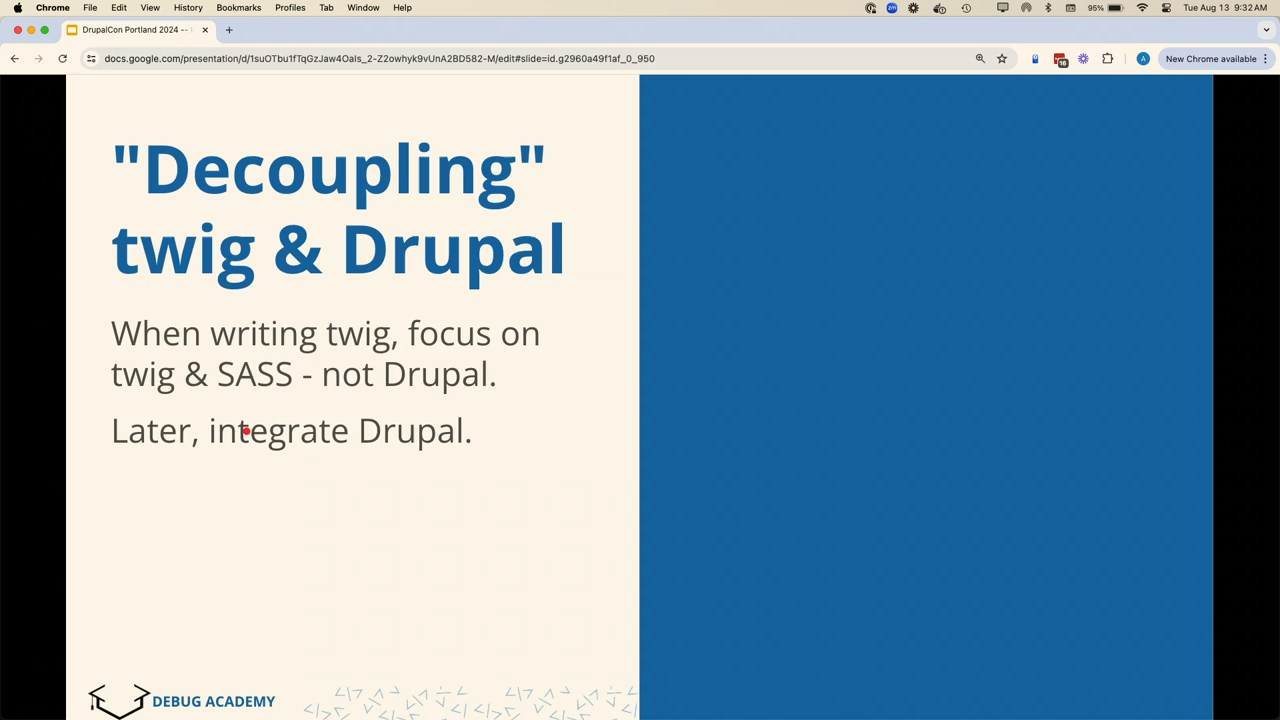 Chrome File Edit View History Bookmarks Profiles Tab Window Help 95% Tue Aug 13 9:32 AM
DrupalCon Portland 2024 --
docs.google.com/presentation/d/1suOTbu1fTqGzJaw4OaIs_2-Z2owhyk9vUnA2BD582-M/edit#slide=id.g2960a49f1af_0_950
16
A
New Chrome available
"Decoupling"
twig & Drupal
When writing twig, focus on
twig & SASS - not Drupal.
Later, integrate Drupal.
DEBUG ACADEMY